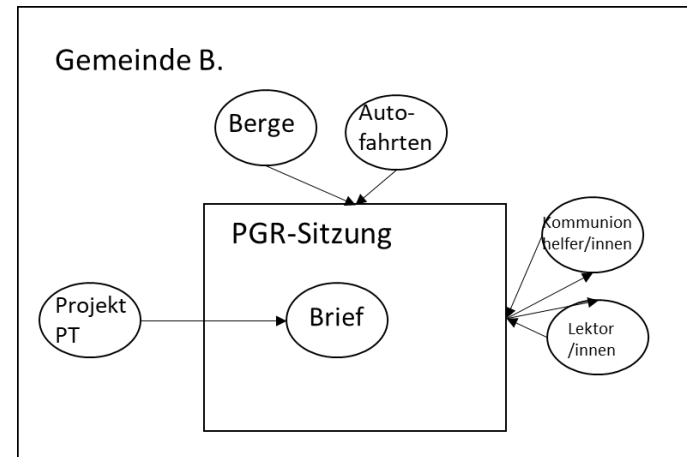 Gemeinde B.
Berge
Auto-
fahrten
PGR-Sitzung
Kommunion
helfer/innen
Projekt
PT
Brief
Lektor
/innen